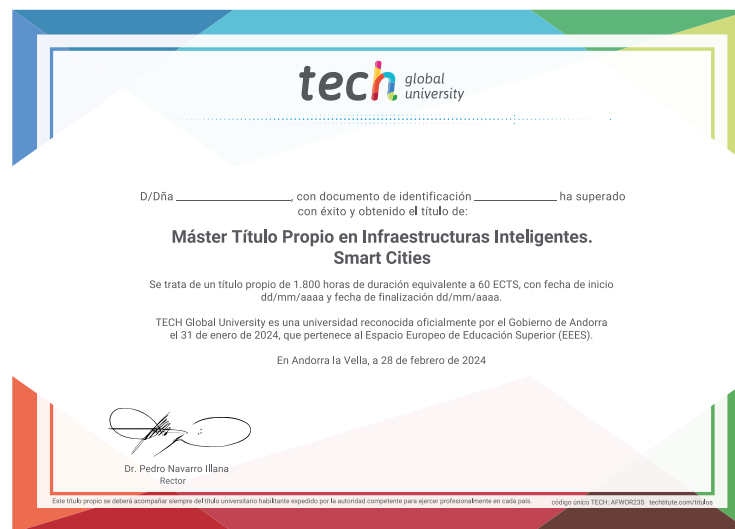 tech global
university
D/Dña ______________, con documento de identificación ____________ ha superado
con éxito y obtenido el título de:
Máster Título Propio en Infraestructuras Inteligentes.
Smart Cities
Se trata de un título propio de 1.800 horas de duración equivalente a 60 ECTS, con fecha de inicio
dd/mm/aaaa y fecha de finalización dd/mm/aaaa.
TECH Global University es una universidad reconocida oficialmente por el Gobierno de Andorra
el 31 de enero de 2024, que pertenece al Espacio Europeo de Educación Superior (EEES).
En Andorra la Vella, a 28 de febrero de 2024
Dr. Pedro Navarro Illana
Rector
Este título propio se deberá acompañar siempre del título universitario habilitante expedido por la autoridad competente para ejercer profesionalmente en cada país. código único TECH: AFWOR23S techtitute.com/titulos